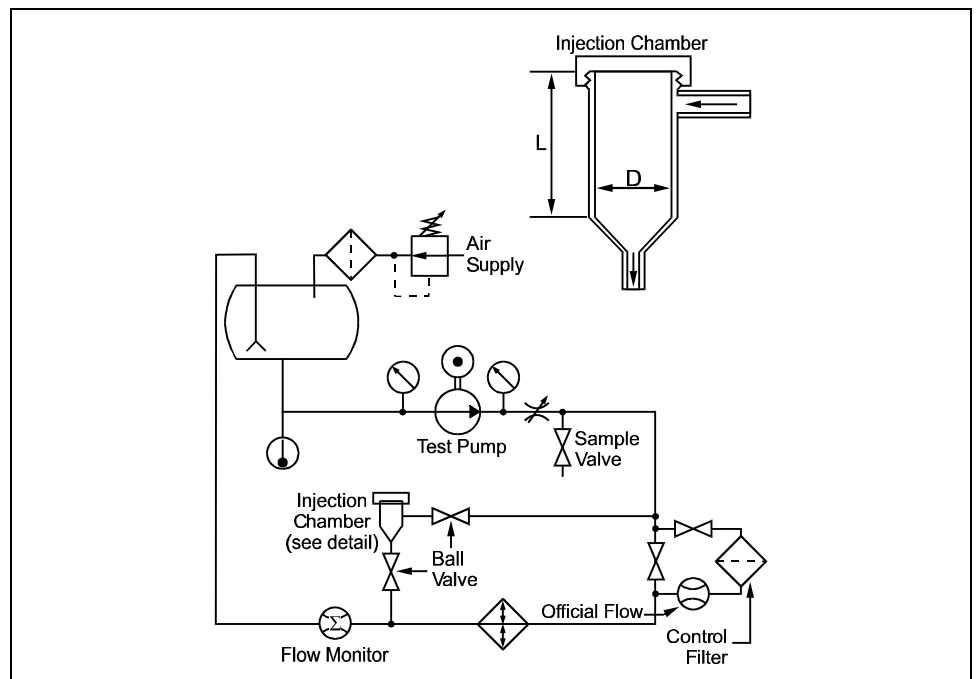 Injection Chamber
L
D
Air
Supply
Test Pump
Sample
Valve
Injection
Chamber
(see detail)
Ball
Valve
Official Flow
Control
Filter
Σ
Flow Monitor